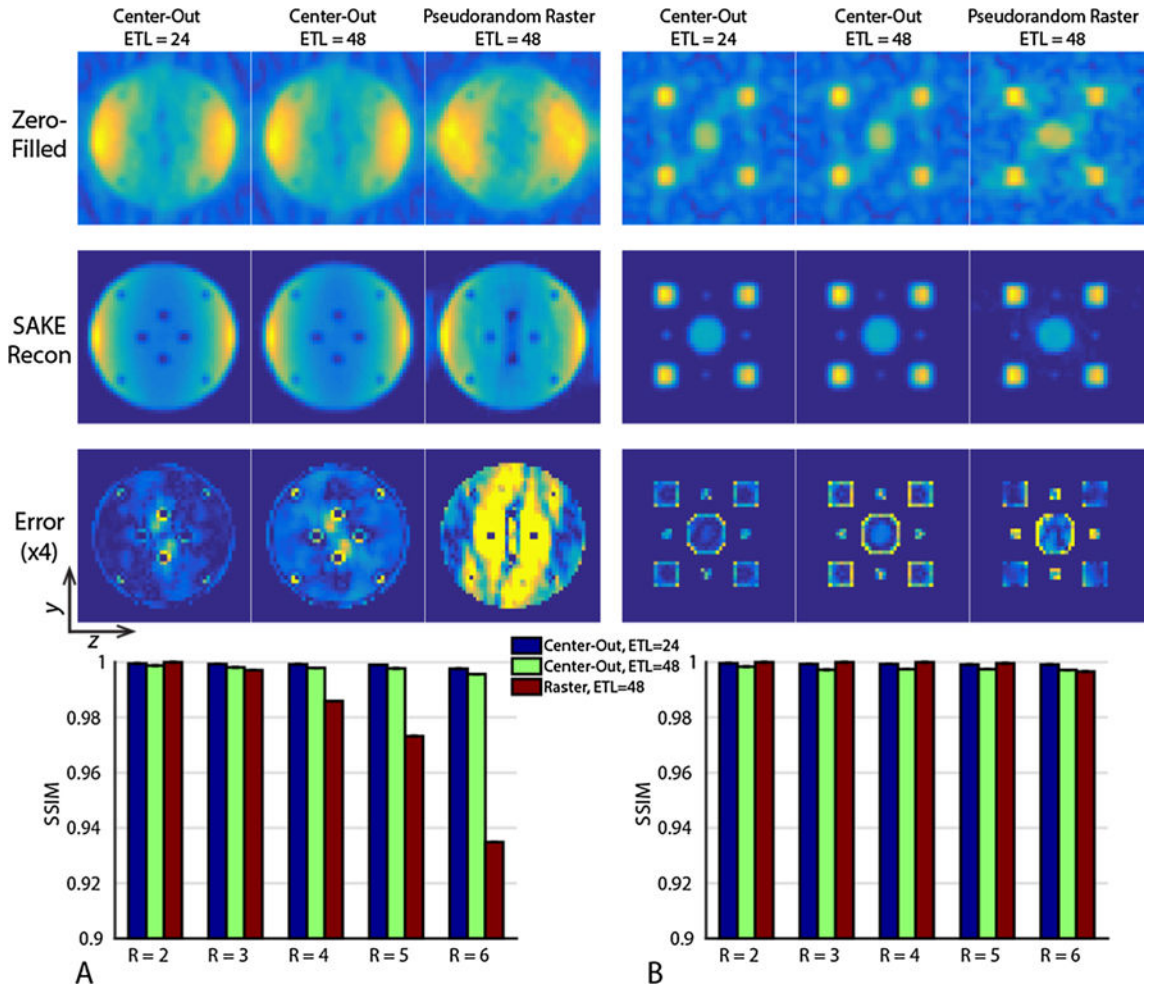 Center-Out
ETL = 24
Center-Out
ETL = 48
Pseudorandom Raster
ETL = 48
Center-Out
ETL = 24
Center-Out
ETL = 48
Pseudorandom Raster
ETL = 48
Zero-
Filled
SAKE
Recon
Error
(x4)
y
z
Center-Out, ETL=24
Center-Out, ETL=48
Raster, ETL=48
SSIM
1
0.98
0.96
0.94
0.92
0.9
R = 2
R = 3
R = 4
R = 5
R = 6
A
SSIM
1
0.98
0.96
0.94
0.92
0.9
R = 2
R = 3
R = 4
R = 5
R = 6
B